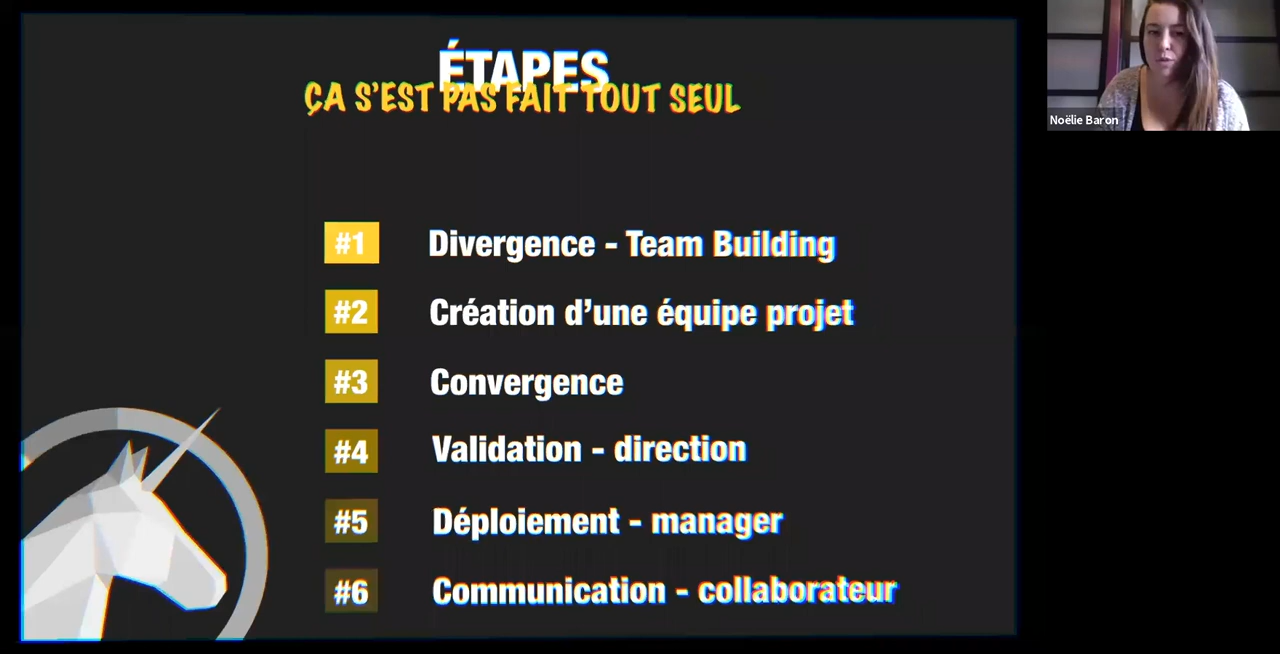 ÉTAPES
ÇA S'EST PAS FAIT TOUT SEUL
#1 Divergence - Team Building
#2 Création d’une équipe projet
#3 Convergence
#4 Validation - direction
#5 Déploiement - manager
#6 Communication - collaborateur
Noëlie Baron